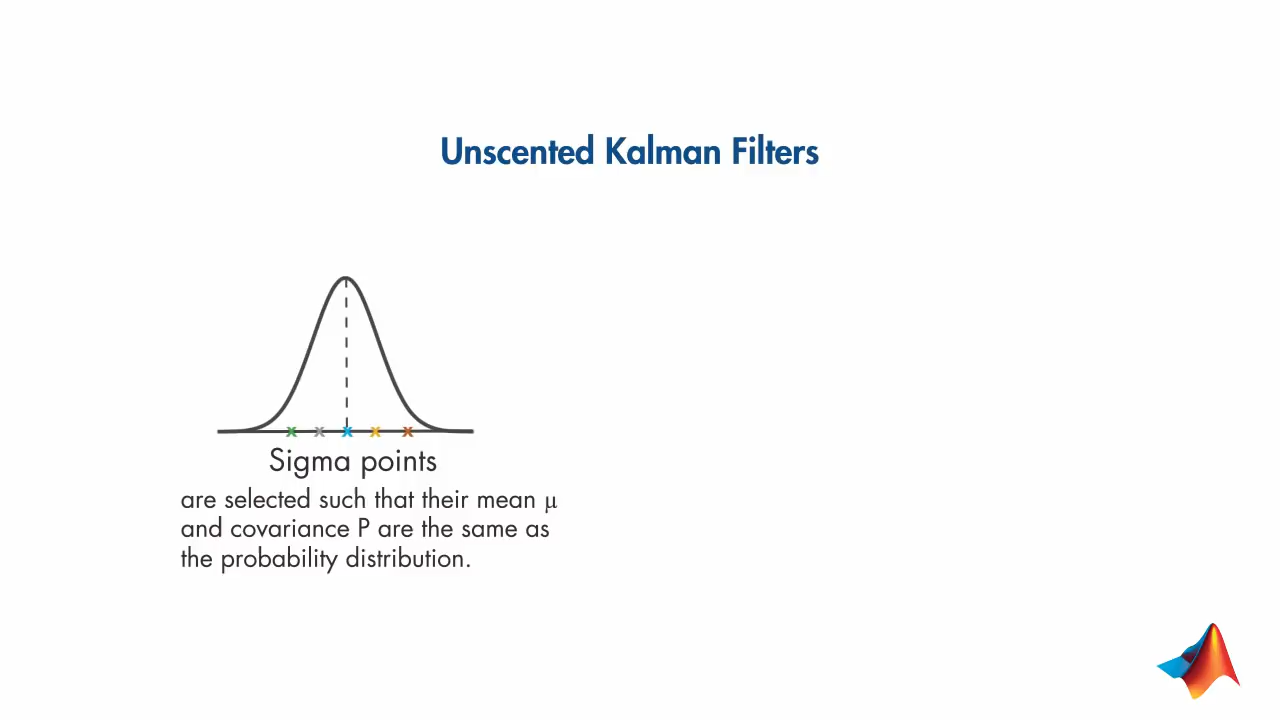 Unscented Kalman Filters
Sigma points
are selected such that their mean μ
and covariance P are the same as
the probability distribution.